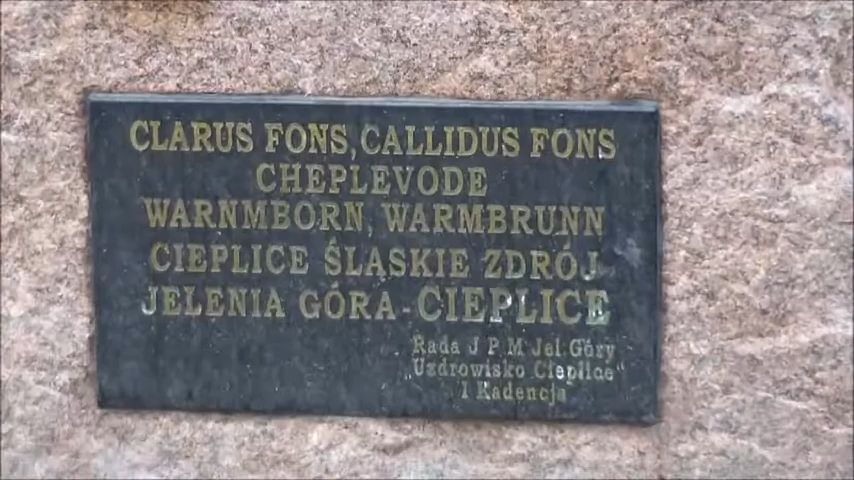 CLARUS FONS, CALLIDUS FONS
CHEPLEVODE
WARNMBORN, WARMBRUNN
CIEPLICE ŚLĄSKIE ZDRÓJ
JELENIA GÓRA - CIEPLICE
Rada J P M Jel Góry
Uzdrowisko Cieplice
I Kadencja